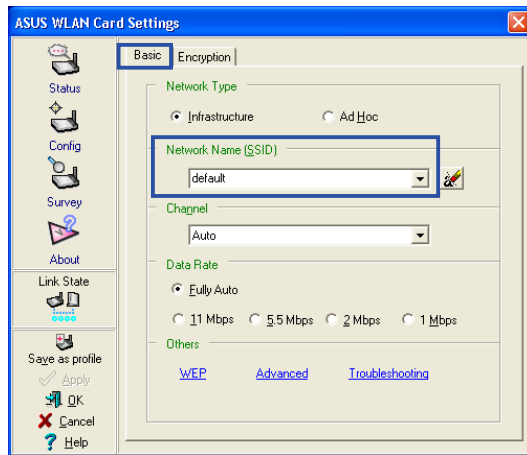 ASUS WLAN Card Settings
Status
Config
Survey
About
Link State
Save as profile
Apply
OK
Cancel
Help
Basic
Encryption
Network Type
Infrastructure
Ad Hoc
Network Name (SSID)
default
Channel
Auto
Data Rate
Fully Auto
11 Mbps 5.5 Mbps 2 Mbps 1 Mbps
Others
WEP Advanced Troubleshooting